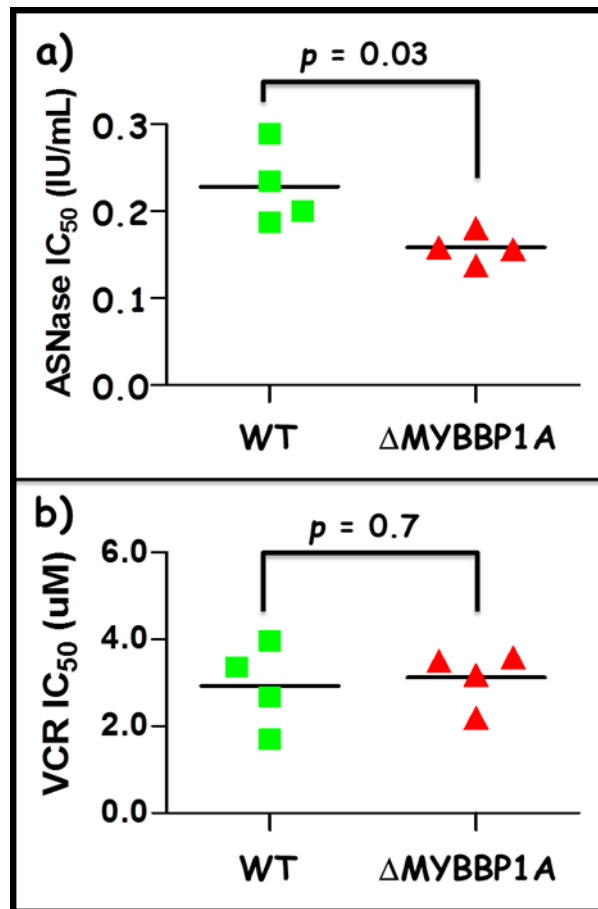 a)
p = 0.03
ASNase IC50 (IU/mL)
0.3
0.2
0.1
0.0
WT
ΔMYBBP1A
b)
p = 0.7
VCR IC50 (uM)
6.0
4.0
2.0
0.0
WT
ΔMYBBP1A